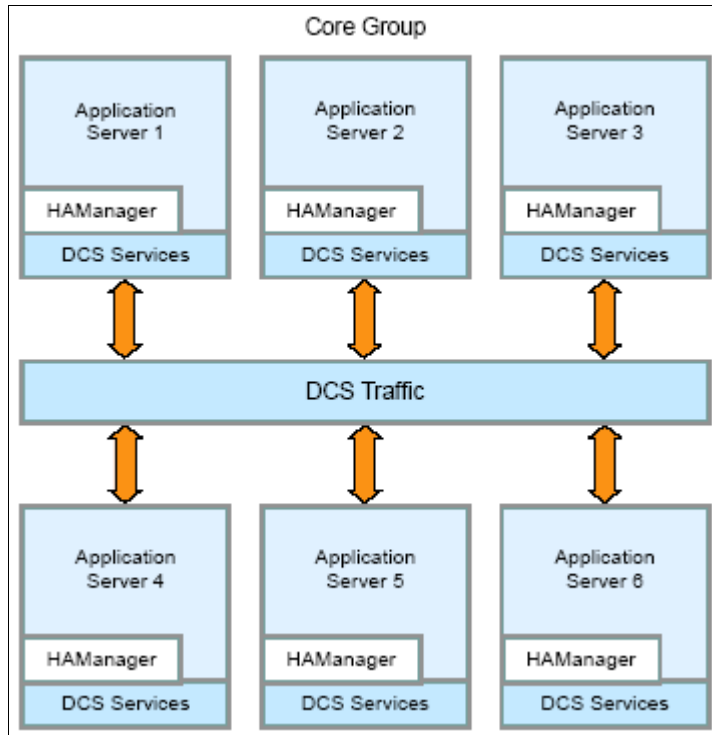 Core Group
Application
Server 1
HAManager
DCS Services
Application
Server 2
HAManager
DCS Services
Application
Server 3
HAManager
DCS Services
DCS Traffic
Application
Server 4
HAManager
DCS Services
Application
Server 5
HAManager
DCS Services
Application
Server 6
HAManager
DCS Services